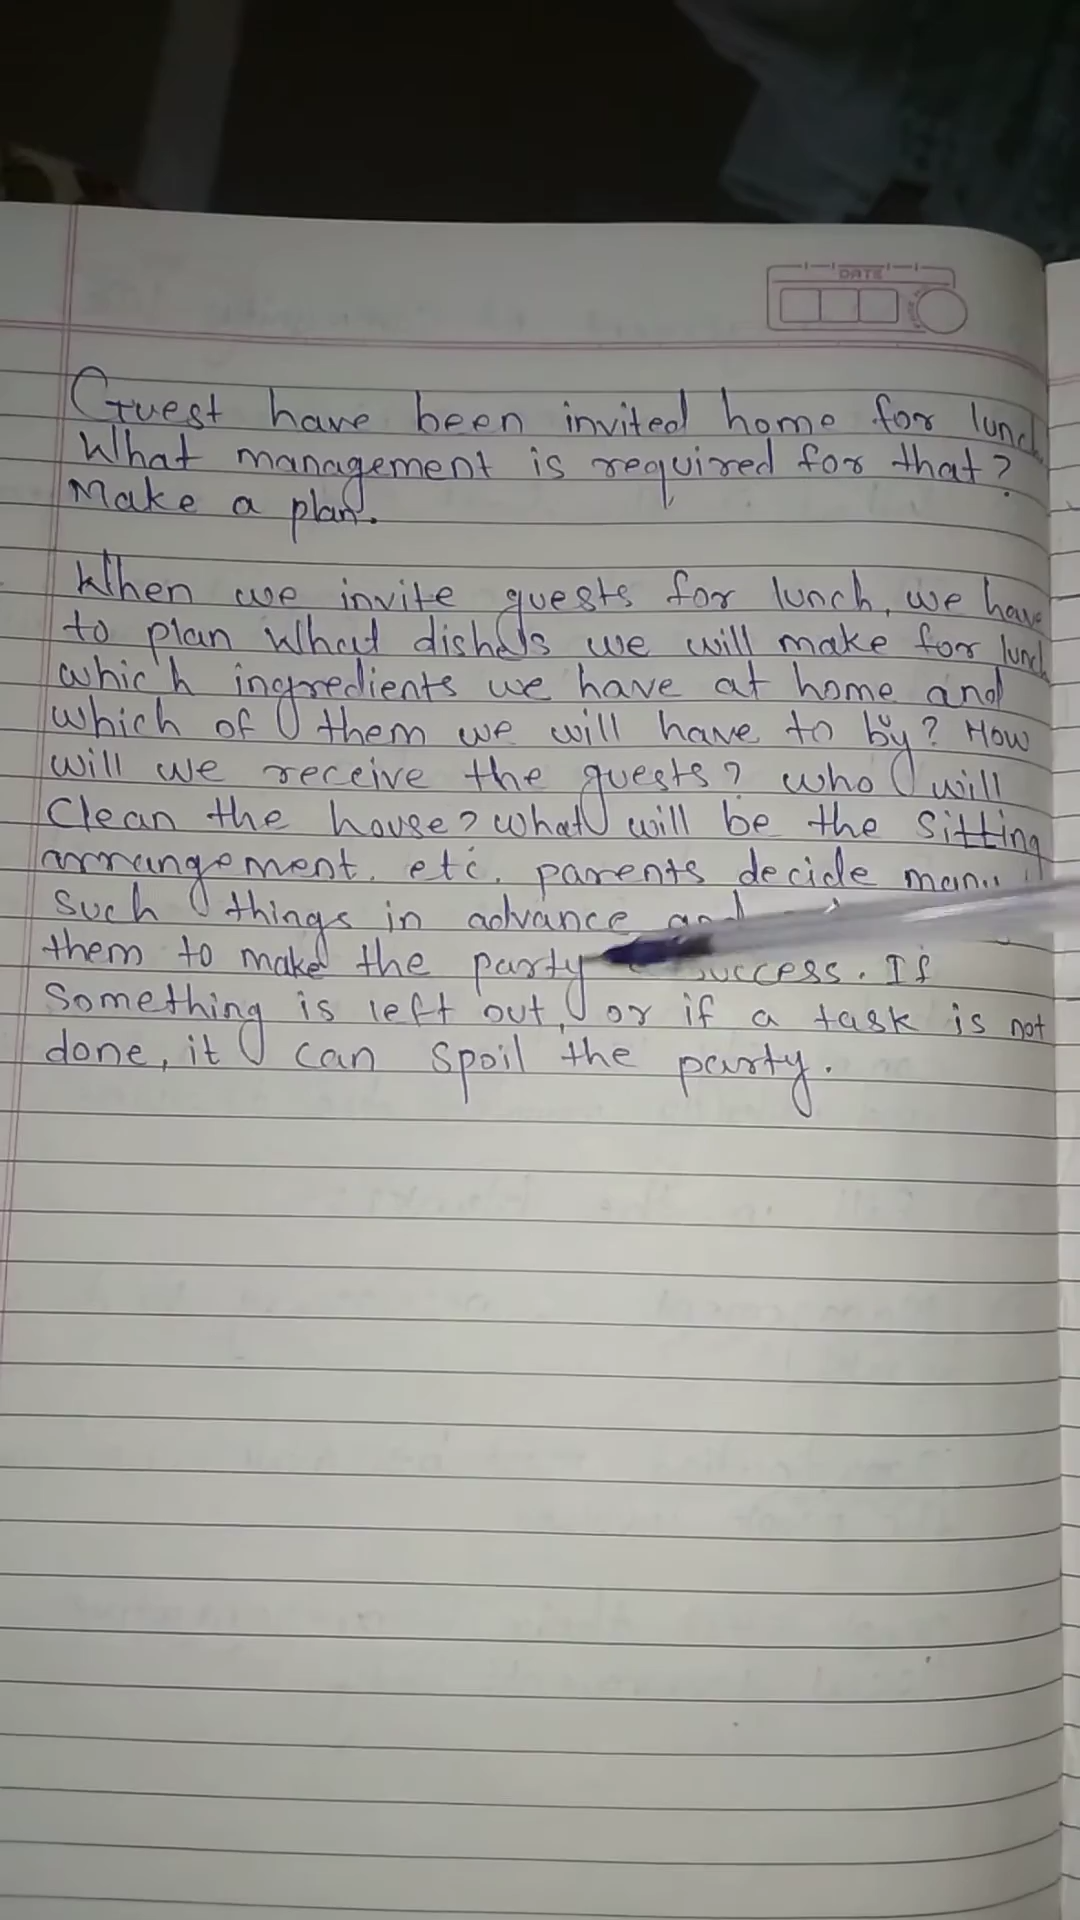 DATE
Guest have been invited home for lunch
What management is required for that?
Make a plan.
When we invite guests for lunch, we have
to plan what dishes we will make for lunch
which ingredients we have at home and
which of them we will have to by? How
will we receive the guests? who will
Clean the house? what will be the sitting
arrangement. etc. parents decide many
Such things in advance and
them to make the party success. If
Something is left out, or if a task is not
done, it can spoil the party.